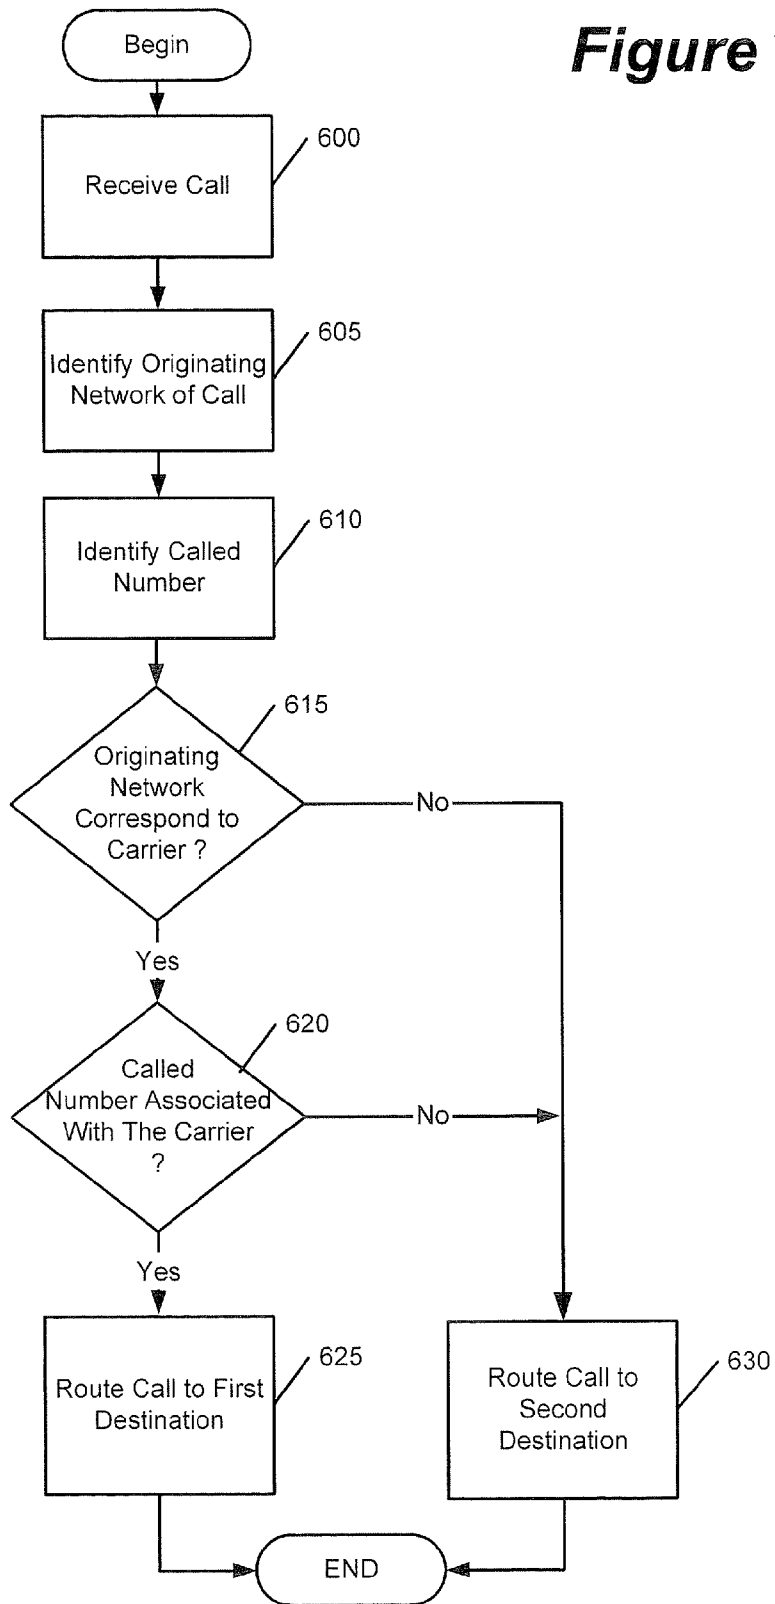 Begin
Figure
600
Receive Call
605
Identify Originating
Network of Call
610
Identify Called
Number
615
Originating
Network
Correspond to
Carrier ?
No
Yes
620
Called
Number Associated
With The Carrier
?
No
Yes
625
Route Call to First
Destination
630
Route Call to
Second
Destination
END